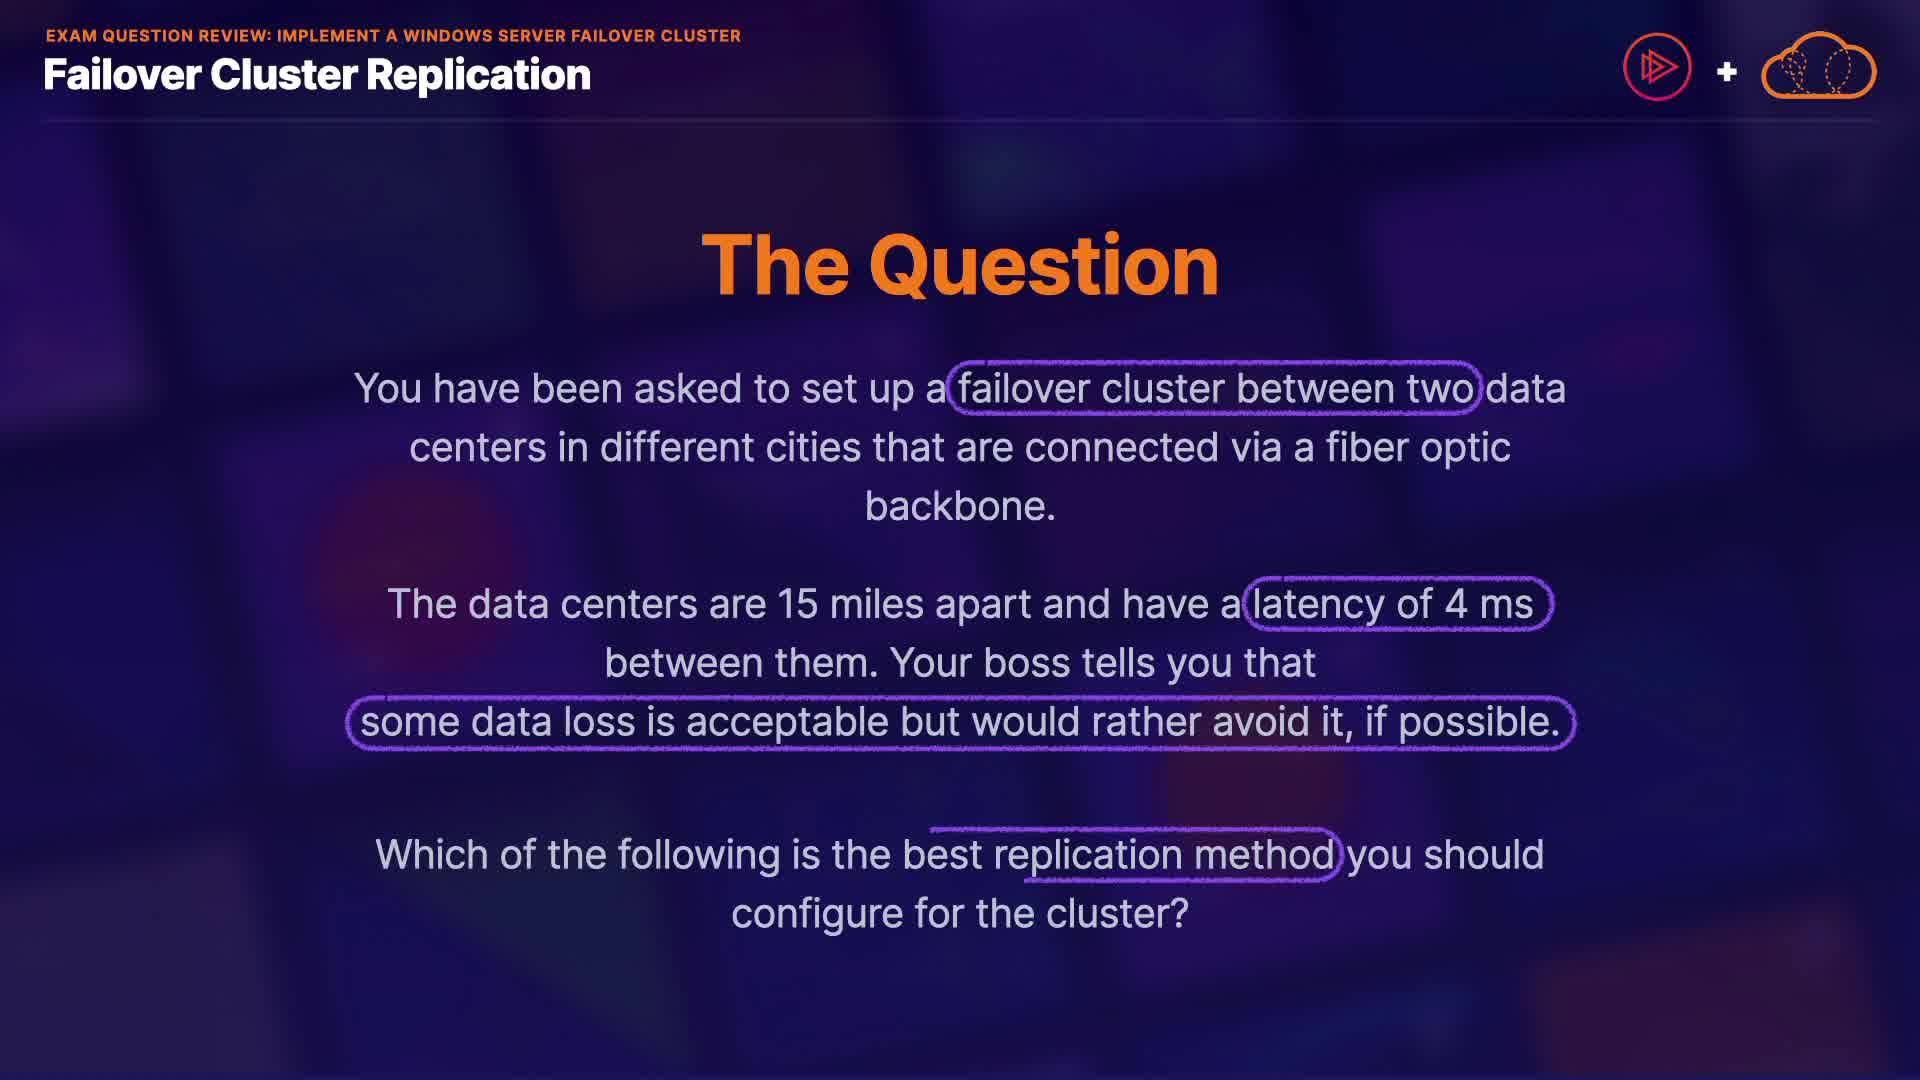 EXAM QUESTION REVIEW: IMPLEMENT A WINDOWS SERVER FAILOVER CLUSTER
Failover Cluster Replication
The Question
You have been asked to set up a failover cluster between two data
centers in different cities that are connected via a fiber optic
backbone.
The data centers are 15 miles apart and have a latency of 4 ms
between them. Your boss tells you that
some data loss is acceptable but would rather avoid it, if possible.
Which of the following is the best replication method you should
configure for the cluster?